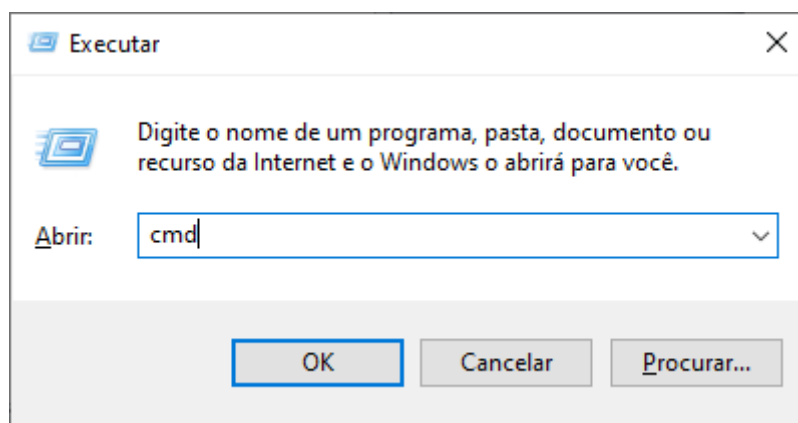 Executar
Digite o nome de um programa, pasta, documento ou
recurso da Internet e o Windows o abrirá para você.
Abrir: cmd
OK Cancelar Procurar...